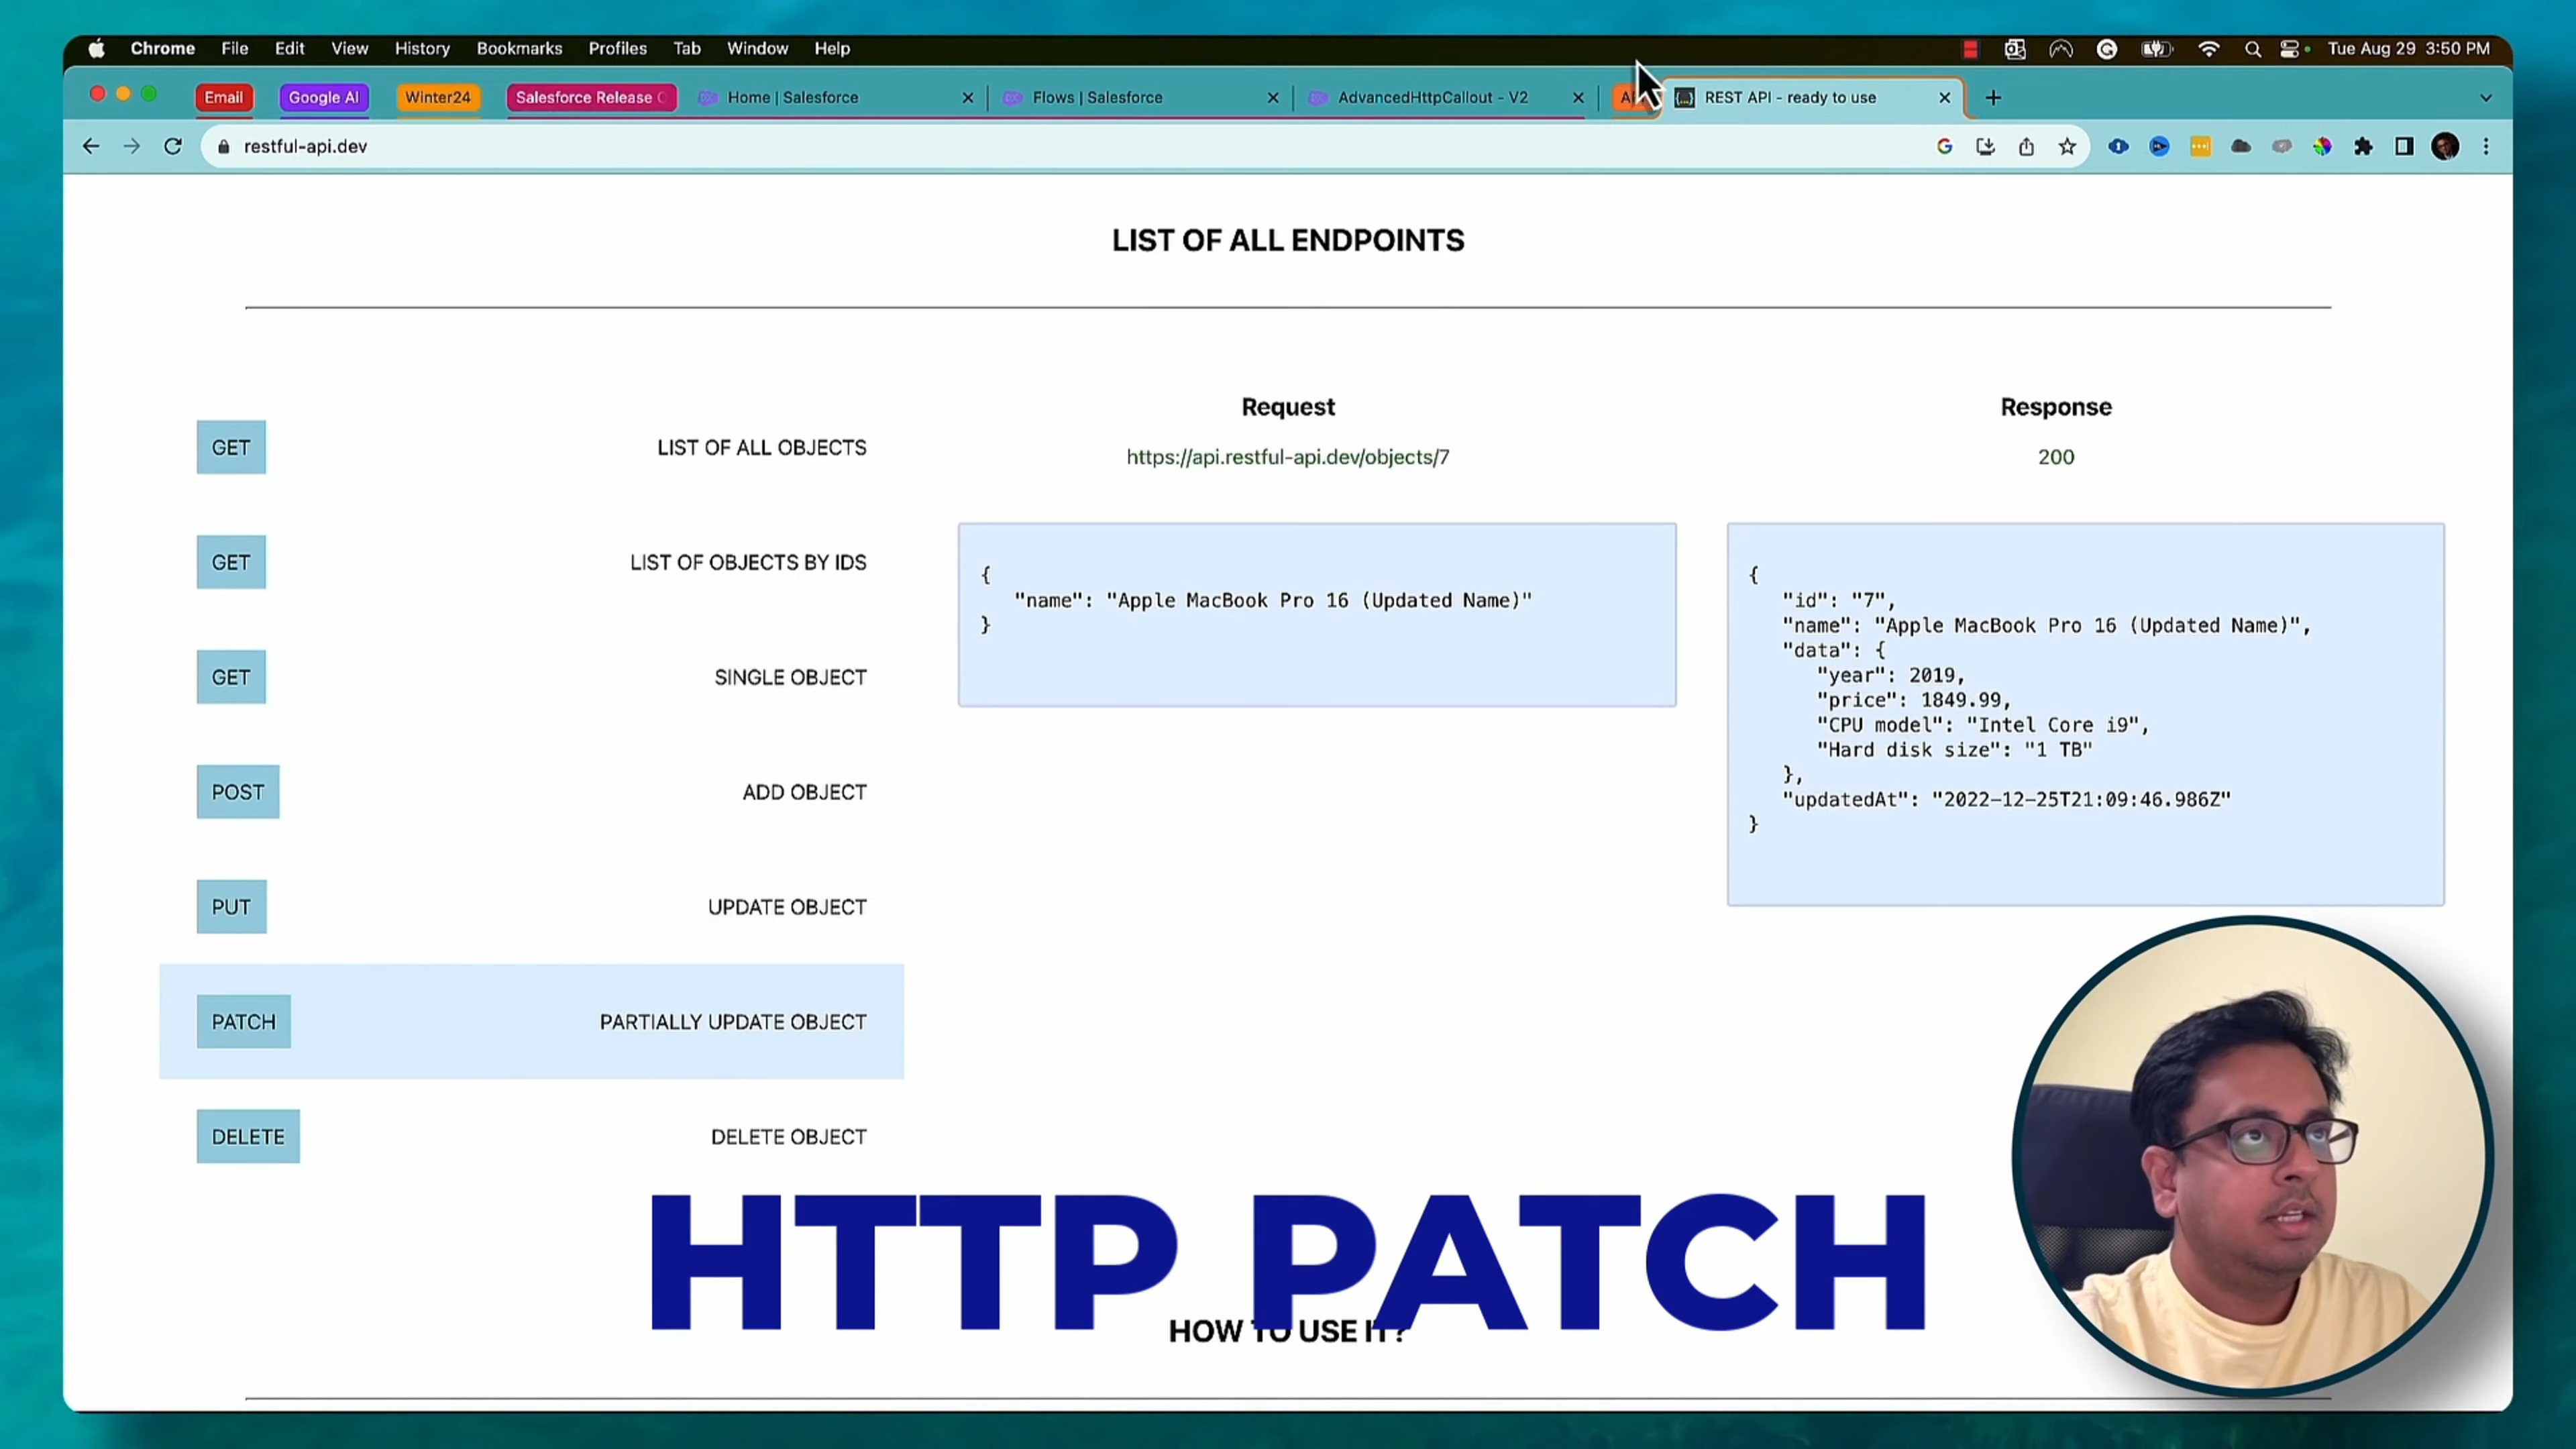 Chrome File Edit View History Bookmarks Profiles Tab Window Help Tue Aug 29 3:50 PM
Email Google AI Winter24 Salesforce Release Home | Salesforce Flows | Salesforce AdvancedHttpCallout - V2 REST API - ready to use
restful-api.dev
LIST OF ALL ENDPOINTS
Request
Response
GET LIST OF ALL OBJECTS
https://api.restful-api.dev/objects/7
200
GET LIST OF OBJECTS BY IDS
GET SINGLE OBJECT
POST ADD OBJECT
PUT UPDATE OBJECT
PATCH PARTIALLY UPDATE OBJECT
DELETE DELETE OBJECT
{
"name": "Apple MacBook Pro 16 (Updated Name)"
}
{
"id": "7",
"name": "Apple MacBook Pro 16 (Updated Name)",
"data": {
"year": 2019,
"price": 1849.99,
"CPU model": "Intel Core i9",
"Hard disk size": "1 TB"
},
"updatedAt": "2022-12-25T21:09:46.986Z"
}
HTTP PATCH
HOW TO USE IT?